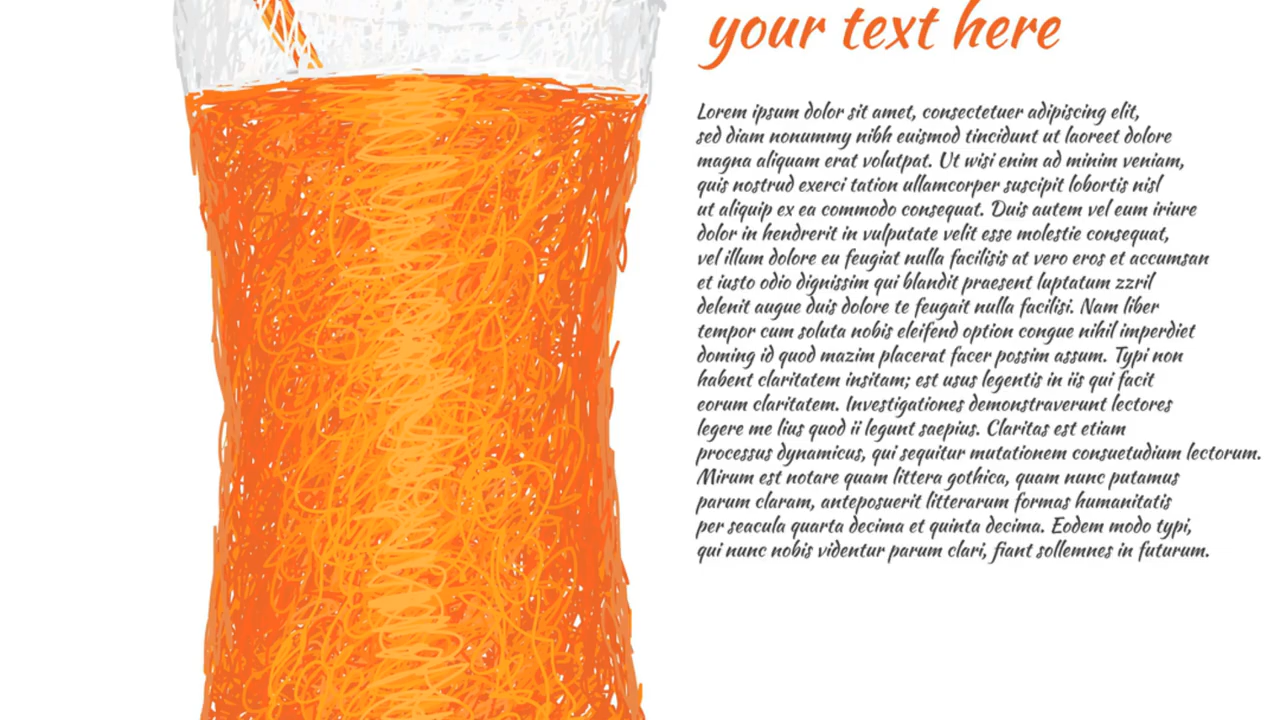 your text here
Lorem ipsum dolor sit amet, consectetuer adipiscing elit,
sed diam nonummy nibh euismod tincidunt ut laoreet dolore
magna aliquam erat volutpat. Ut wisi enim ad minim veniam,
quis nostrud exerci tation ullamcorper suscipit lobortis nisl
ut aliquip ex ea commodo consequat. Duis autem vel eum iriure
dolor in hendrerit in vulputate velit esse molestie consequat,
vel illum dolore eu feugiat nulla facilisis at vero eros et accumsan
et iusto odio dignissim qui blandit praesent luptatum zzril
delenit augue duis dolore te feugait nulla facilisi. Nam liber
tempor cum soluta nobis eleifend option congue nihil imperdiet
doming id quod mazim placerat facer possim assum. Typi non
habent claritatem insitam; est usus legentis in iis qui facit
eorum claritatem. Investigationes demonstraverunt lectores
legere me lius quod ii legunt saepius. Claritas est etiam
processus dynamicus, qui sequitur mutationem consuetudium lectorum.
Mirum est notare quam littera gothica, quam nunc putamus
parum claram, anteposuerit litterarum formas humanitatis
per seacula quarta decima et quinta decima. Eodem modo typi,
qui nunc nobis videntur parum clari, fiant sollemnes in futurum.